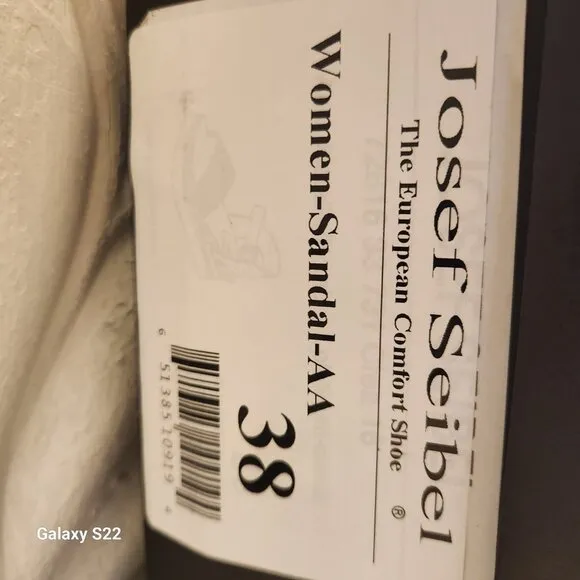 Josef Seibel
The European Comfort Shoe ®
Women-Sandal-AA
38
6 51385 10919 4
Galaxy S22